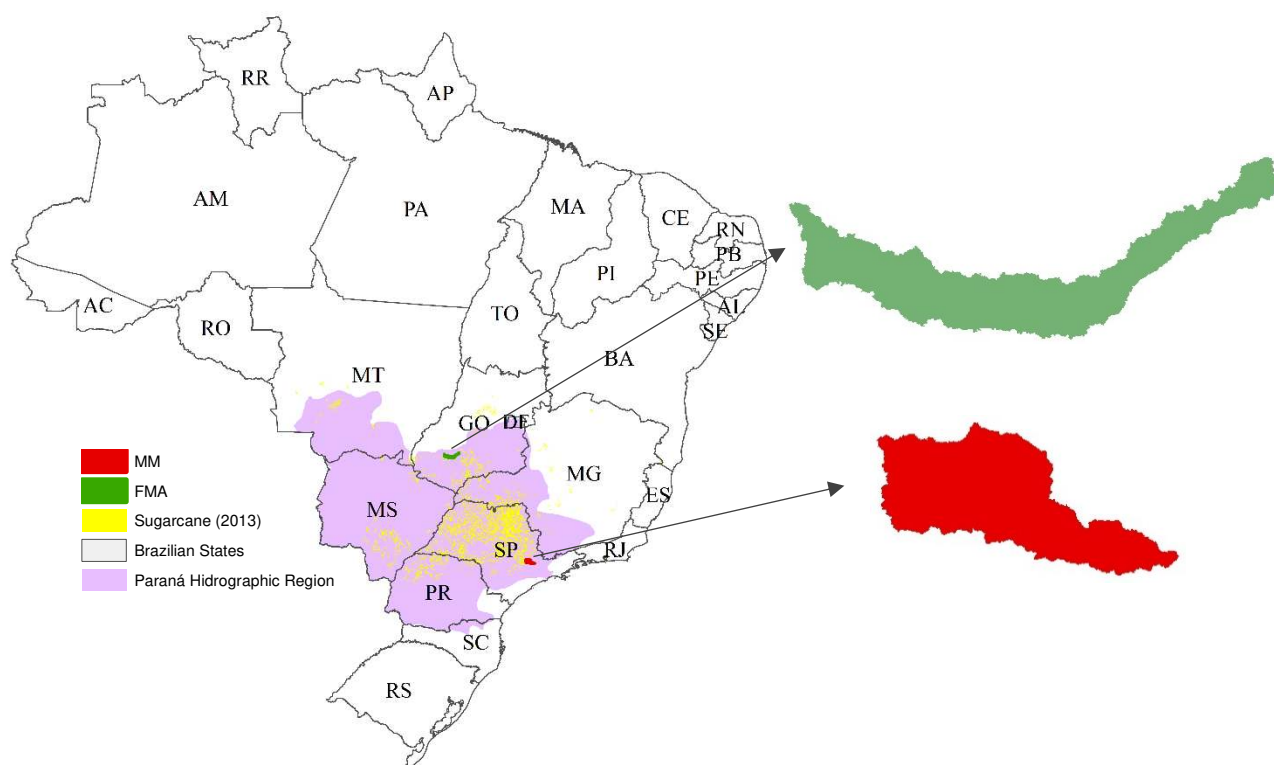 RR
AP
AM
PA
MA
CE
RN
PB
PI
PE
AC
AL
TO
RO
SE
BA
MT
GO
DF
MM
FMA
MG
MS
ES
Sugarcane (2013)
Brazilian States
SP
RJ
Paraná Hidrographic Region
PR
SC
RS